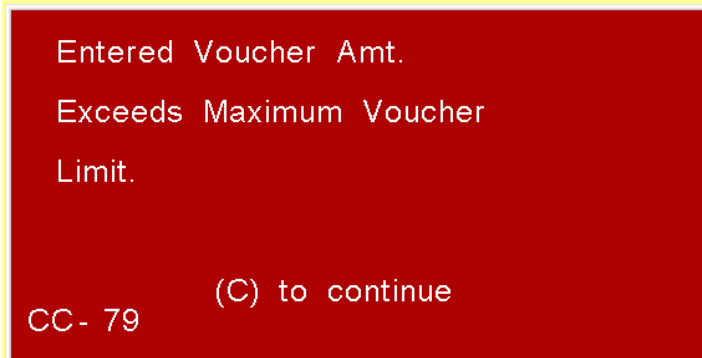 Entered Voucher Amt.
Exceeds Maximum Voucher
Limit.
(C) to continue
CC- 79